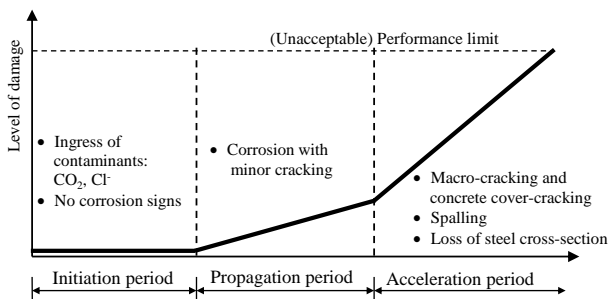 (Unacceptable) Performance limit
Level of damage
• Ingress of
contaminants:
CO₂, Cl⁻
• No corrosion signs
• Corrosion with
minor cracking
• Macro-cracking and
concrete cover-cracking
• Spalling
• Loss of steel cross-section
Initiation period
Propagation period
Acceleration period